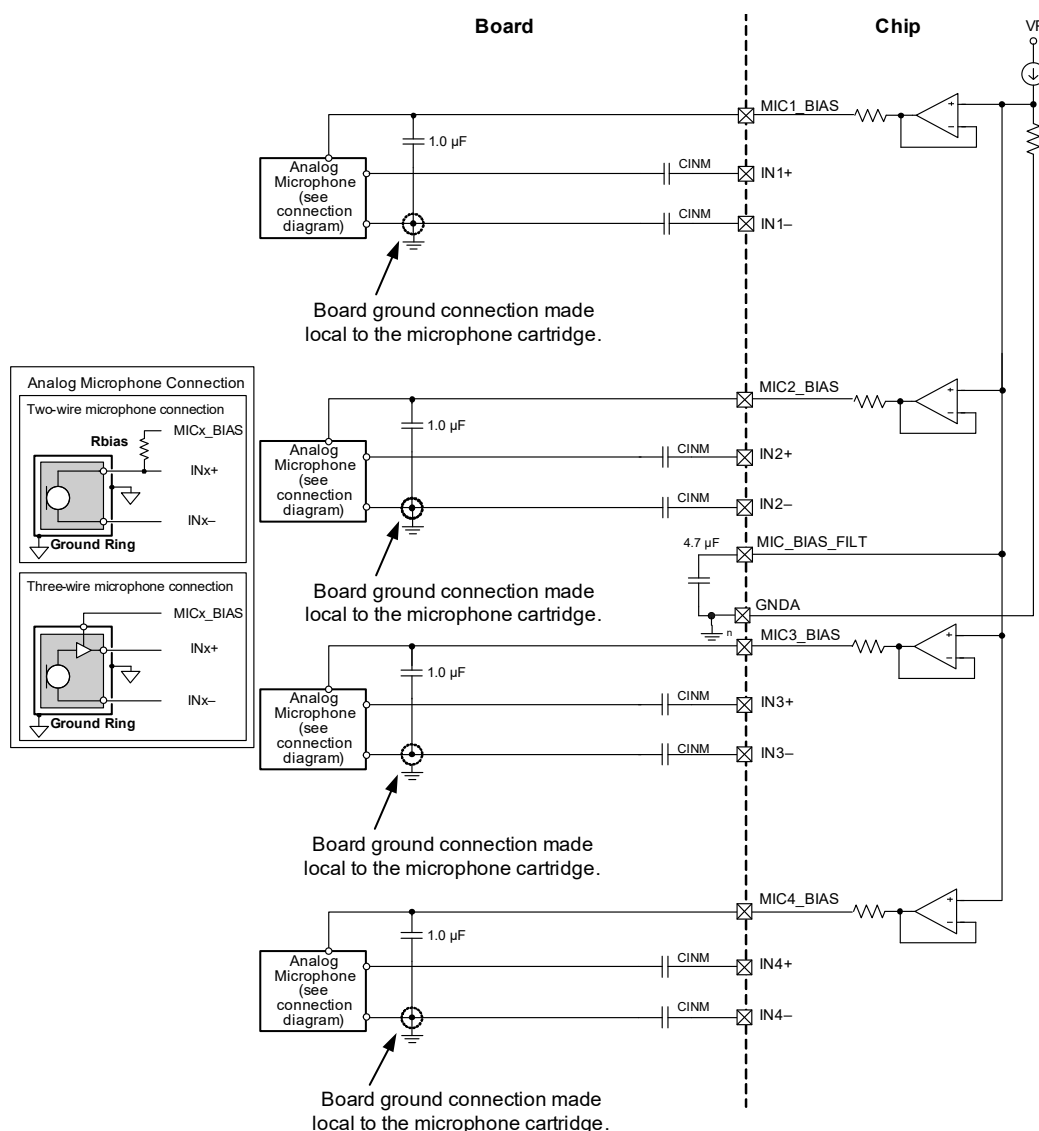 Board
Chip
MIC1_BIAS
1.0 µF
Analog
Microphone
(see
connection
diagram)
CINM
IN1+
CINM
IN1–
+
–
Board ground connection made
local to the microphone cartridge.
Analog Microphone Connection
Two-wire microphone connection
Rbias
MICx_BIAS
INx+
INx–
Ground Ring
Three-wire microphone connection
MICx_BIAS
INx+
INx–
Ground Ring
MIC2_BIAS
1.0 µF
Analog
Microphone
(see
connection
diagram)
CINM
IN2+
CINM
IN2–
+
–
Board ground connection made
local to the microphone cartridge.
4.7 µF
MIC_BIAS_FILT
GNDA
n
MIC3_BIAS
1.0 µF
Analog
Microphone
(see
connection
diagram)
CINM
IN3+
CINM
IN3–
+
–
Board ground connection made
local to the microphone cartridge.
MIC4_BIAS
1.0 µF
Analog
Microphone
(see
connection
diagram)
CINM
IN4+
CINM
IN4–
+
–
Board ground connection made
local to the microphone cartridge.